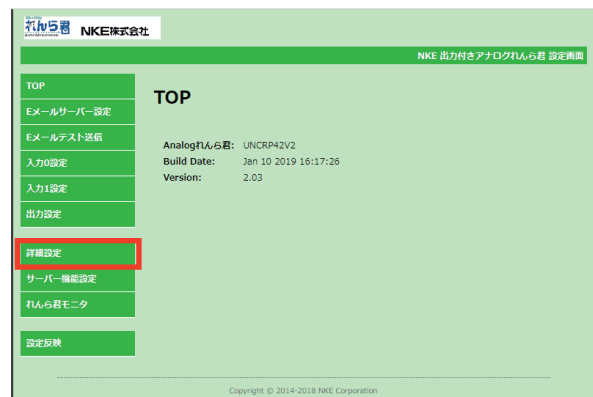 れんら君 NKE株式会社
NKE 出力付きアナログれんら君 設定画面
TOP
Eメールサーバー設定
Eメールテスト送信
入力0設定
入力1設定
出力設定
詳細設定
サーバー機能設定
れんら君モニタ
設定反映
TOP
Analogれんら君: UNCRP42V2
Build Date: Jan 10 2019 16:17:26
Version: 2.03
Copyright © 2014-2018 NKE Corporation